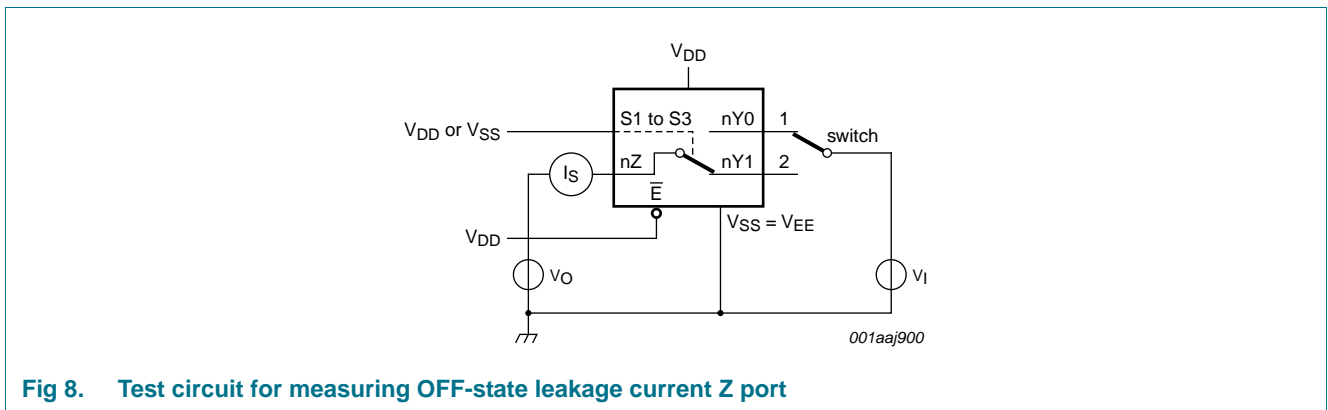 VDD
VDD or VSS
S1 to S3
nY0
1
switch
IS
nZ
nY1
2
E
VSS = VEE
VDD
VO
VI
001aaj900
Fig 8. Test circuit for measuring OFF-state leakage current Z port